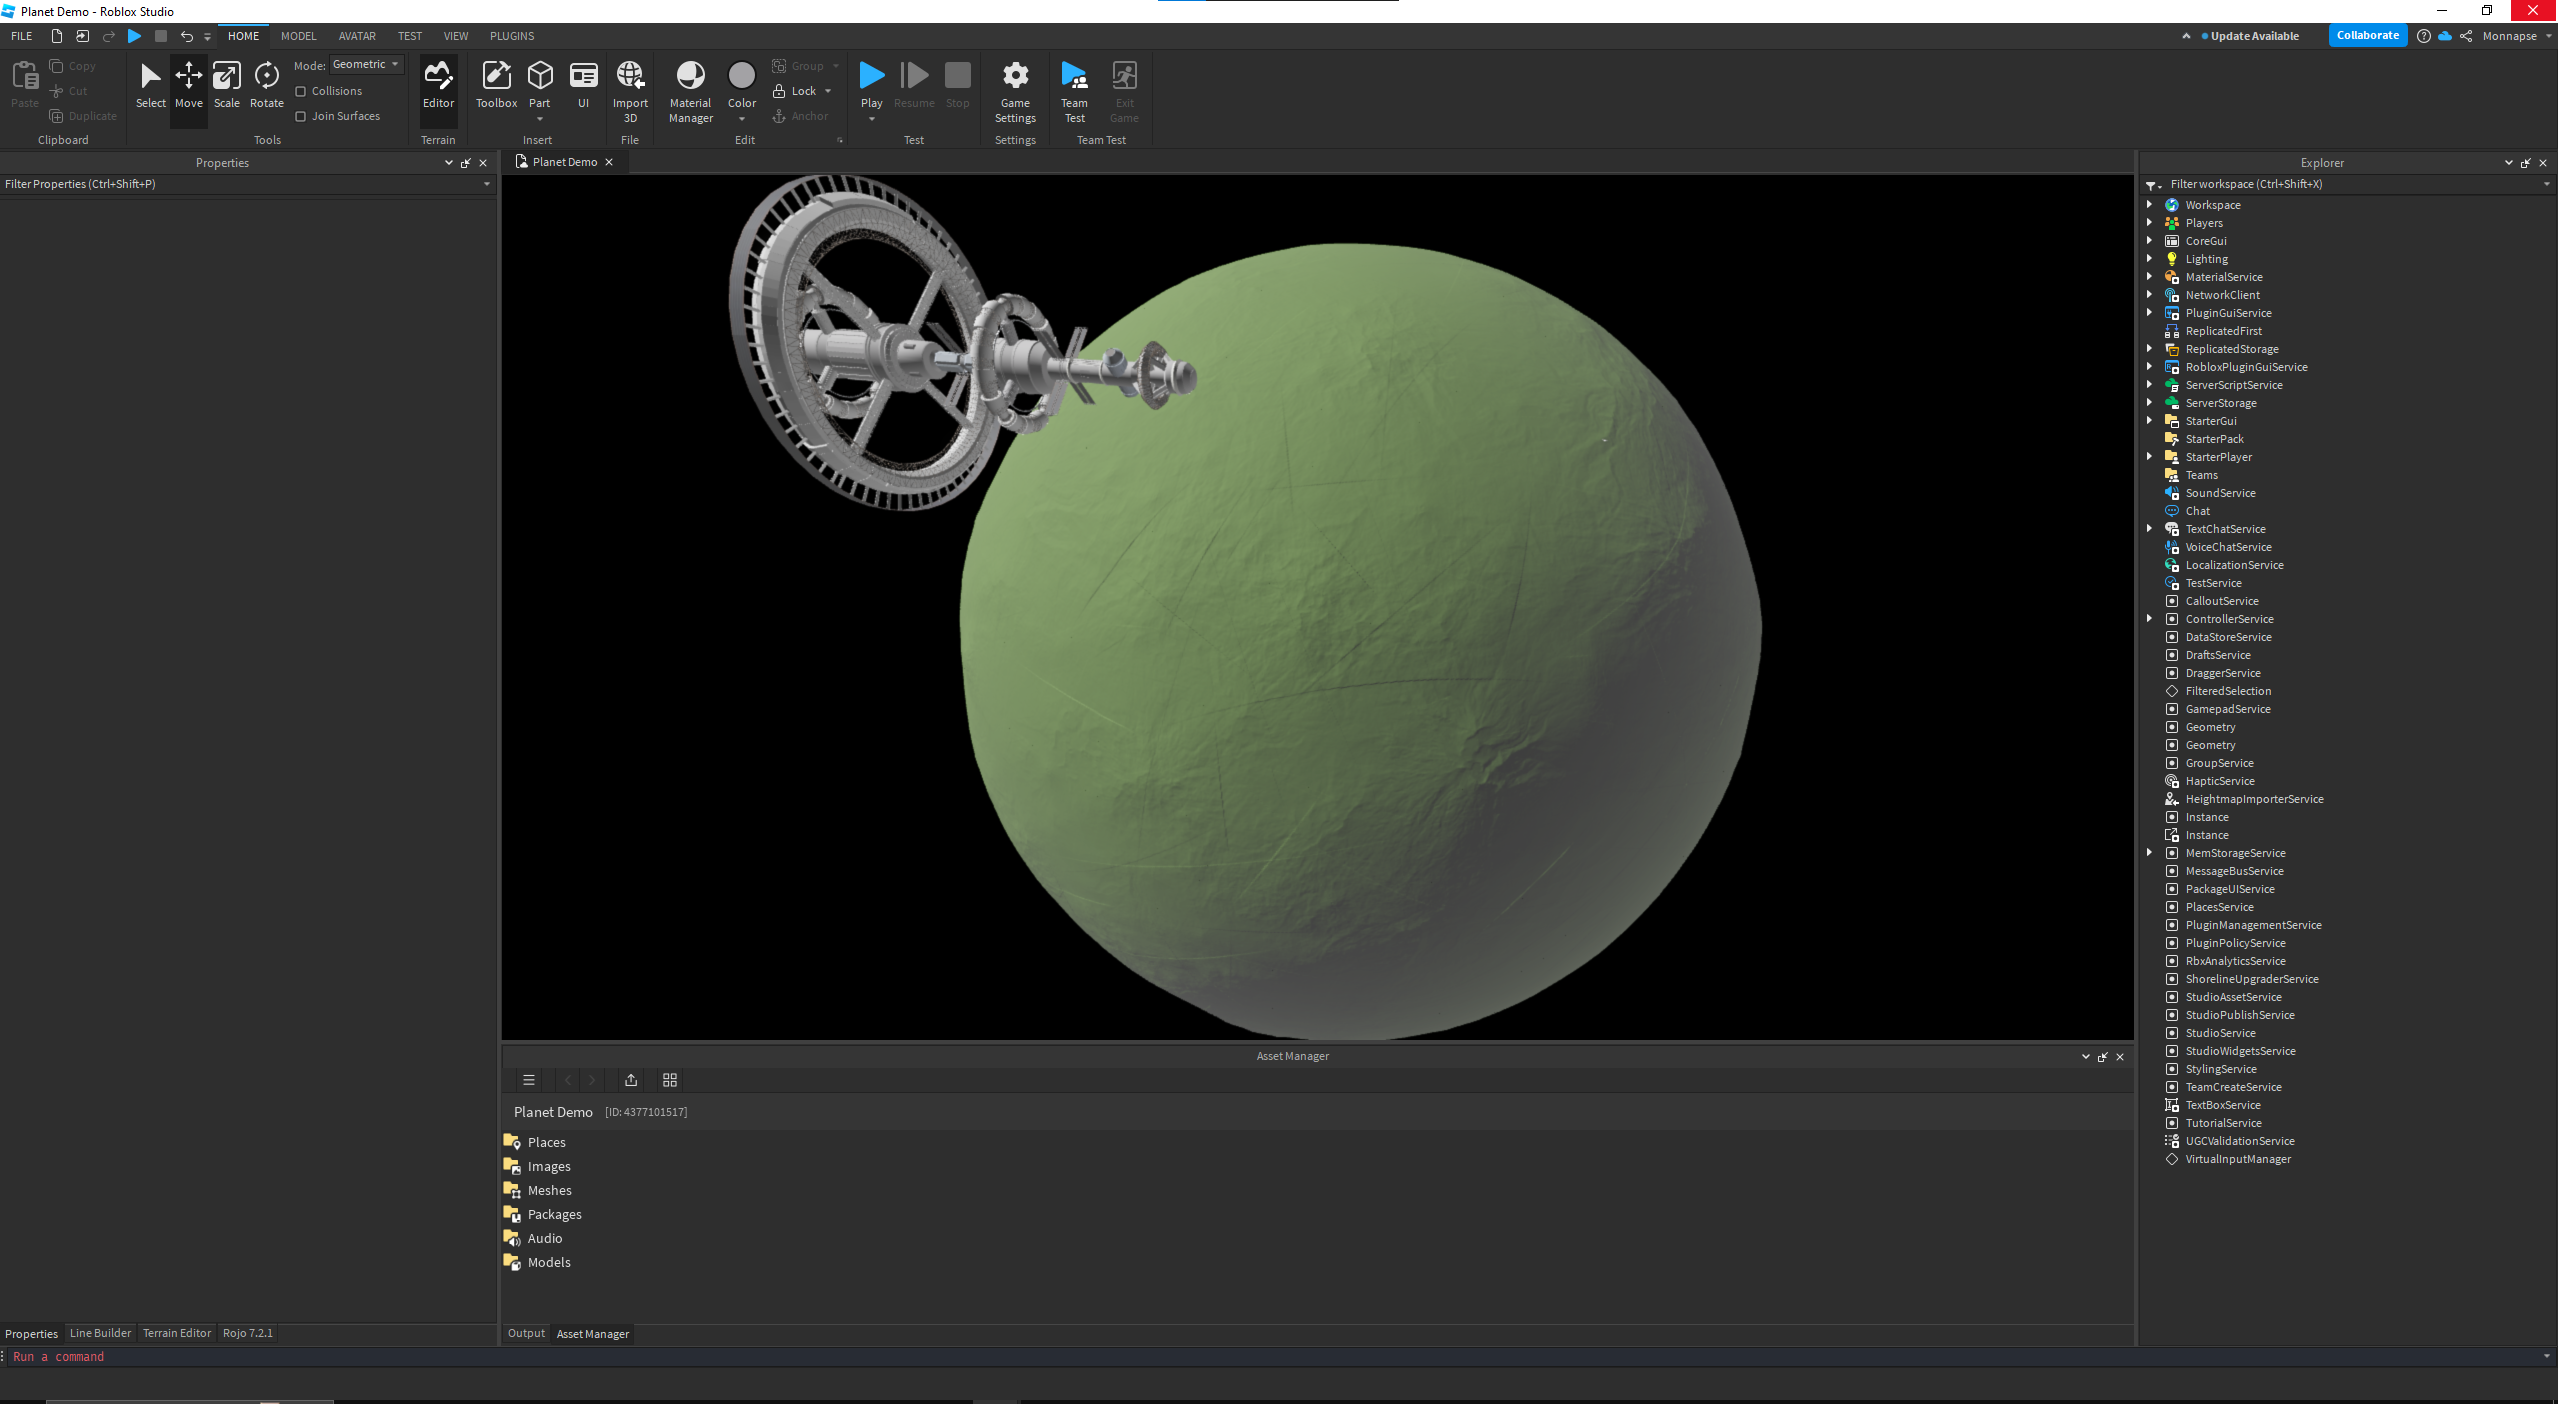 Planet Demo - Roblox Studio
FILE
HOME
MODEL
AVATAR
TEST
VIEW
PLUGINS
Update Available
Collaborate
Monnapse
Paste
Copy
Cut
Duplicate
Clipboard
Select
Move
Scale
Rotate
Mode: Geometric
Collisions
Join Surfaces
Tools
Editor
Terrain
Toolbox
Part
UI
Insert
Import
3D
File
Material
Manager
Color
Group
Lock
Anchor
Edit
Play
Resume
Stop
Test
Game
Settings
Settings
Team
Test
Exit
Game
Team Test
Properties
Filter Properties (Ctrl+Shift+P)
Planet Demo
Explorer
Filter workspace (Ctrl+Shift+X)
Workspace
Players
CoreGui
Lighting
MaterialService
NetworkClient
PluginGuiService
ReplicatedFirst
ReplicatedStorage
RobloxPluginGuiService
ServerScriptService
ServerStorage
StarterGui
StarterPack
StarterPlayer
Teams
SoundService
Chat
TextChatService
VoiceChatService
LocalizationService
TestService
CalloutService
ControllerService
DataStoreService
DraftsService
DraggerService
FilteredSelection
GamepadService
Geometry
Geometry
GroupService
HapticService
HeightmapImporterService
Instance
Instance
MemStorageService
MessageBusService
PackageUIService
PlacesService
PluginManagementService
PluginPolicyService
RbxAnalyticsService
ShorelineUpgraderService
StudioAssetService
StudioPublishService
StudioService
StudioWidgetsService
StylingService
TeamCreateService
TextBoxService
TutorialService
UGCValidationService
VirtualInputManager
Asset Manager
Planet Demo [ID: 4377101517]
Places
Images
Meshes
Packages
Audio
Models
Properties
Line Builder
Terrain Editor
Rojo 7.2.1
Output
Asset Manager
Run a command